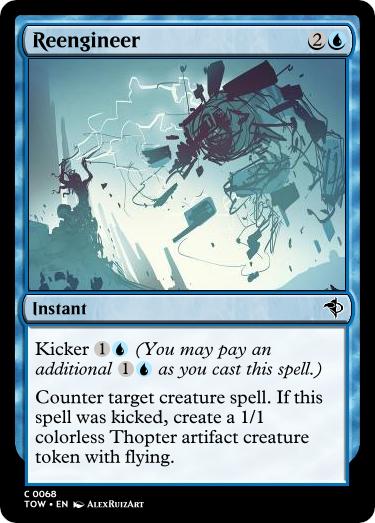 Reengineer 2
Instant
Kicker 1 (You may pay an
additional 1 as you cast this spell.)
Counter target creature spell. If this
spell was kicked, create a 1/1
colorless Thopter artifact creature
token with flying.
C 0068
TOW • EN AlexRuizArt